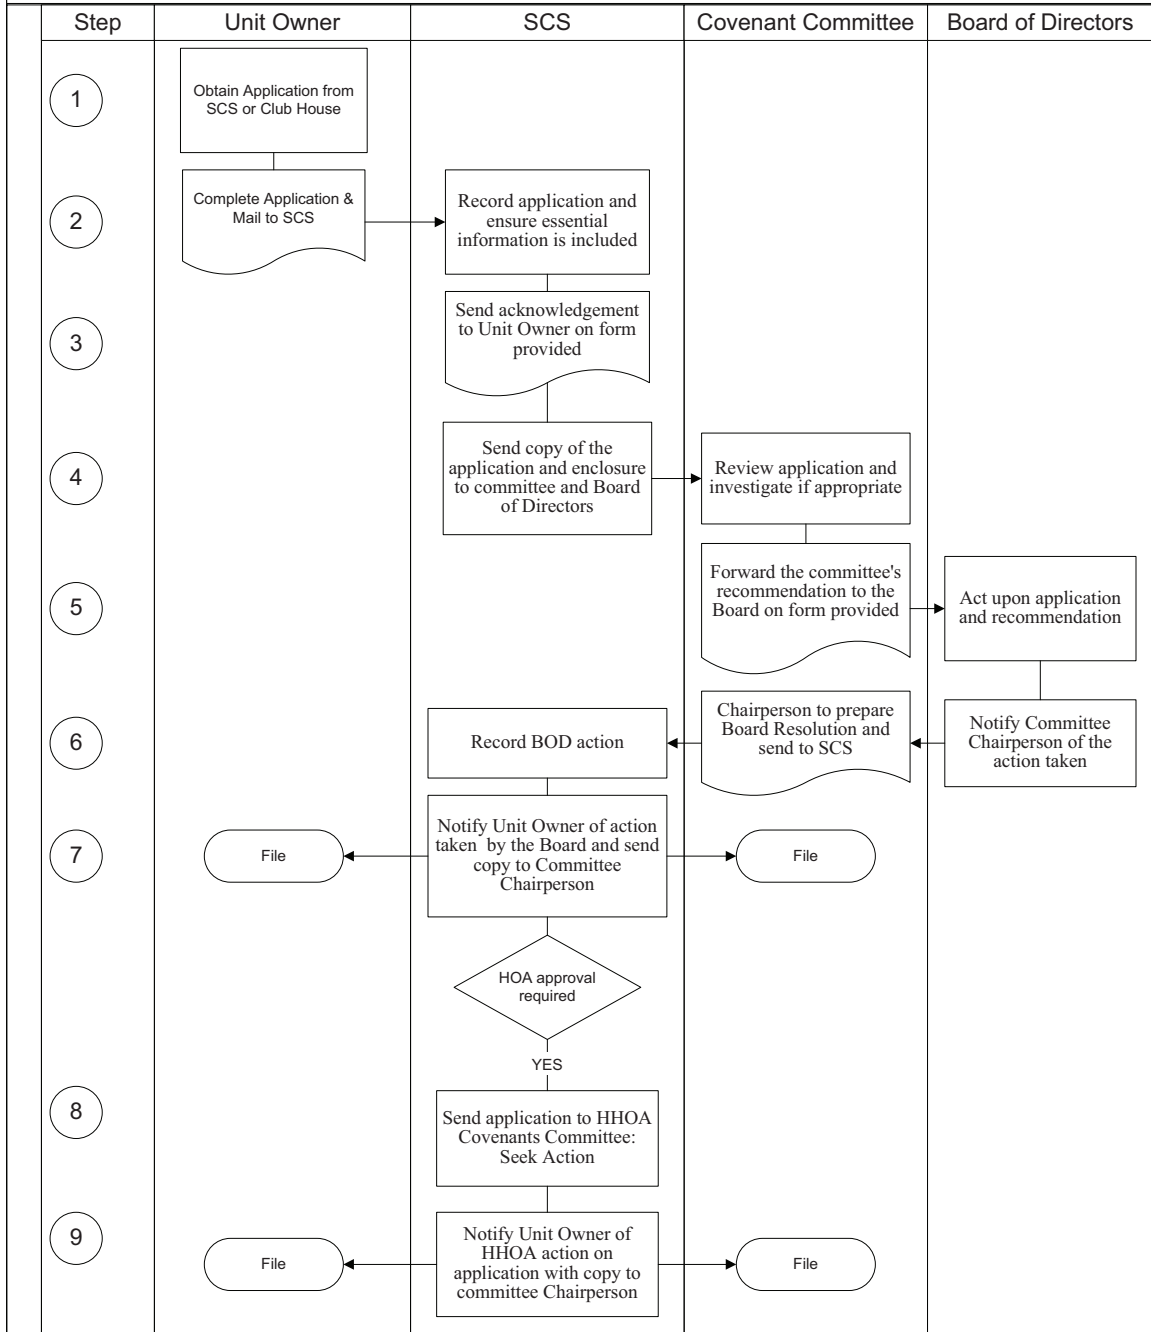 Step
Unit Owner
SCS
Covenant Committee
Board of Directors
1
Obtain Application from
SCS or Club House
2
Complete Application &
Mail to SCS
Record application and
ensure essential
information is included
3
Send acknowledgement
to Unit Owner on form
provided
4
Send copy of the
application and enclosure
to committee and Board
of Directors
Review application and
investigate if appropriate
5
Forward the committee's
recommendation to the
Board on form provided
Act upon application
and recommendation
6
Record BOD action
Chairperson to prepare
Board Resolution and
send to SCS
Notify Committee
Chairperson of the
action taken
7
File
Notify Unit Owner of action
taken by the Board and send
copy to Committee
Chairperson
File
HOA approval
required
YES
8
Send application to HHOA
Covenants Committee:
Seek Action
9
File
Notify Unit Owner of
HHOA action on
application with copy to
committee Chairperson
File